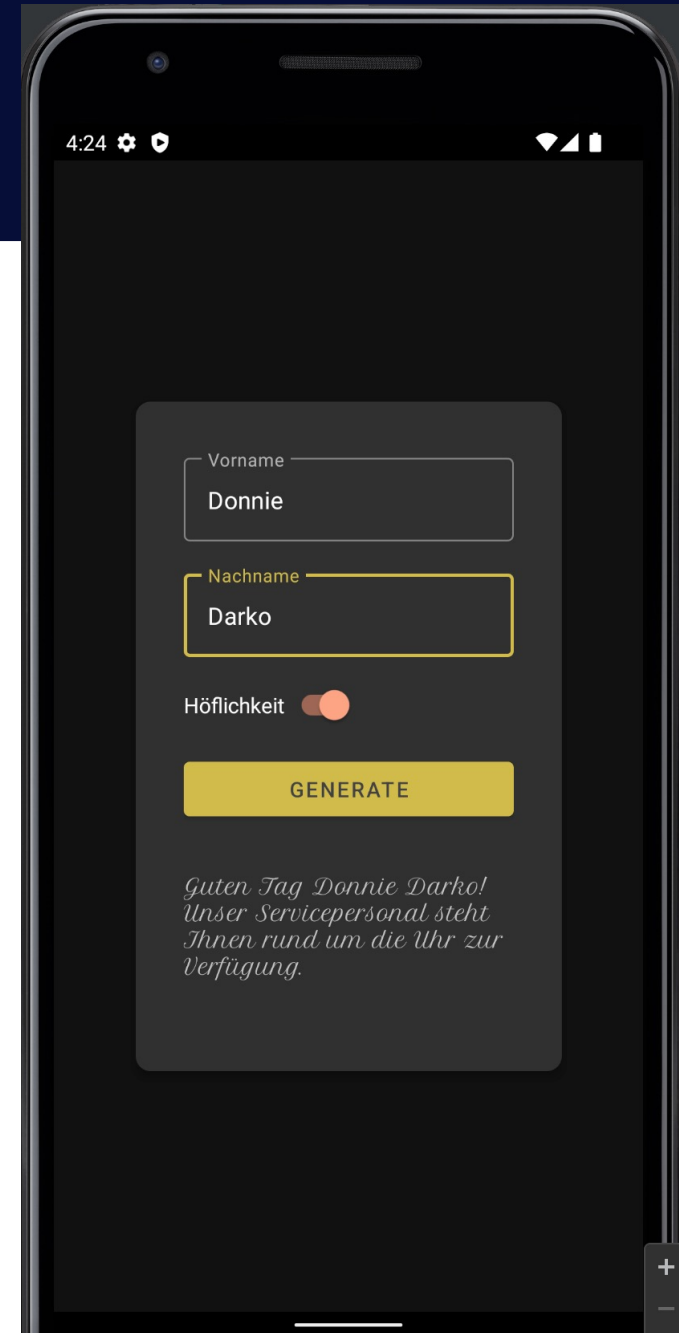 4:24
Vorname
Donnie
Nachname
Darko
Höflichkeit
GENERATE
Guten Tag Donnie Darko!
Unser Servicepersonal steht
Ihnen rund um die Uhr zur
Verfügung.